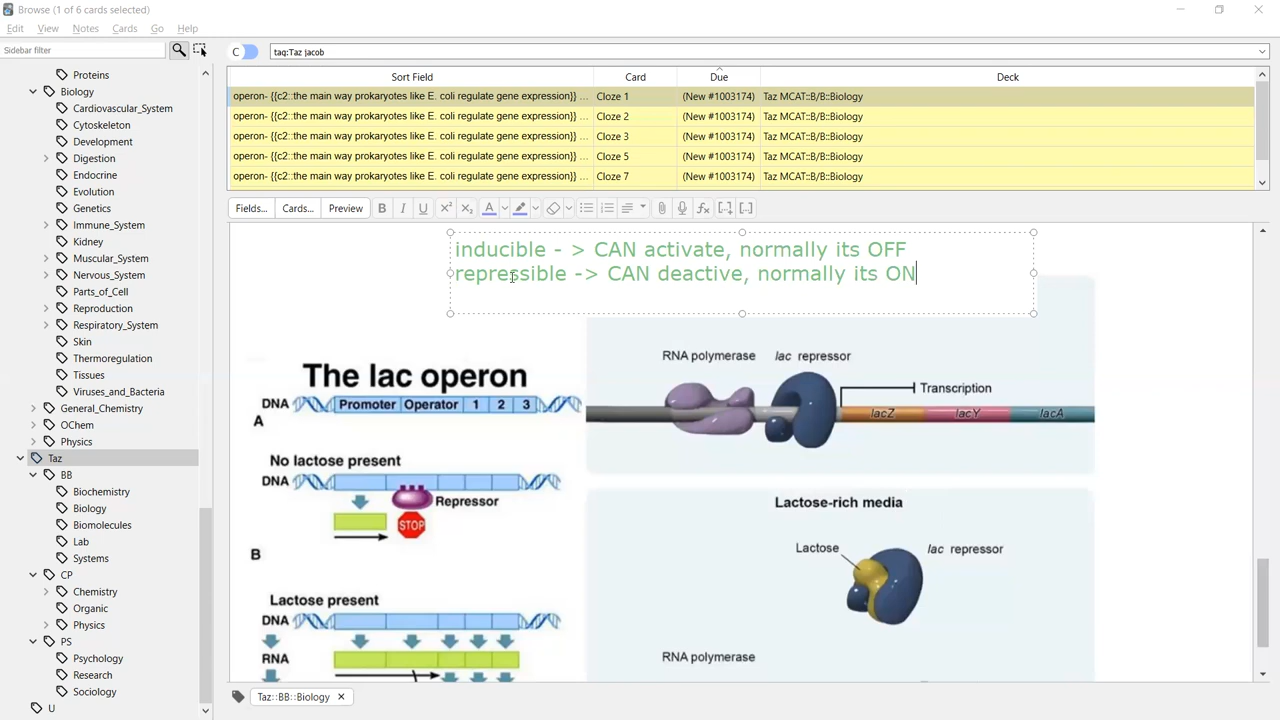 Browse (1 of 6 cards selected)
Edit View Notes Cards Go Help
Sidebar filter
C tag:Taz jacob
Proteins
Biology
Cardiovascular_System
Cytoskeleton
Development
Digestion
Endocrine
Evolution
Genetics
Immune_System
Kidney
Muscular_System
Nervous_System
Parts_of_Cell
Reproduction
Respiratory_System
Skin
Thermoregulation
Tissues
Viruses_and_Bacteria
General_Chemistry
OChem
Physics
Taz
BB
Biochemistry
Biology
Biomolecules
Lab
Systems
CP
Chemistry
Organic
Physics
PS
Psychology
Research
Sociology
U
Sort Field Card Due Deck
operon- {{c2::the main way prokaryotes like E. coli regulate gene expression}} ... Cloze 1 (New #1003174) Taz MCAT::B/B::Biology
operon- {{c2::the main way prokaryotes like E. coli regulate gene expression}} ... Cloze 2 (New #1003174) Taz MCAT::B/B::Biology
operon- {{c2::the main way prokaryotes like E. coli regulate gene expression}} ... Cloze 3 (New #1003174) Taz MCAT::B/B::Biology
operon- {{c2::the main way prokaryotes like E. coli regulate gene expression}} ... Cloze 5 (New #1003174) Taz MCAT::B/B::Biology
operon- {{c2::the main way prokaryotes like E. coli regulate gene expression}} ... Cloze 7 (New #1003174) Taz MCAT::B/B::Biology
Fields... Cards... Preview B I U X² X₂ A
inducible - > CAN activate, normally its OFF
repressible -> CAN deactive, normally its ON
The lac operon
DNA Promoter Operator 1 2 3
A
No lactose present
DNA
Repressor
STOP
B
Lactose present
DNA
RNA
RNA polymerase lac repressor
Transcription
lacZ lacY lacA
Lactose-rich media
Lactose lac repressor
RNA polymerase
Taz::BB::Biology